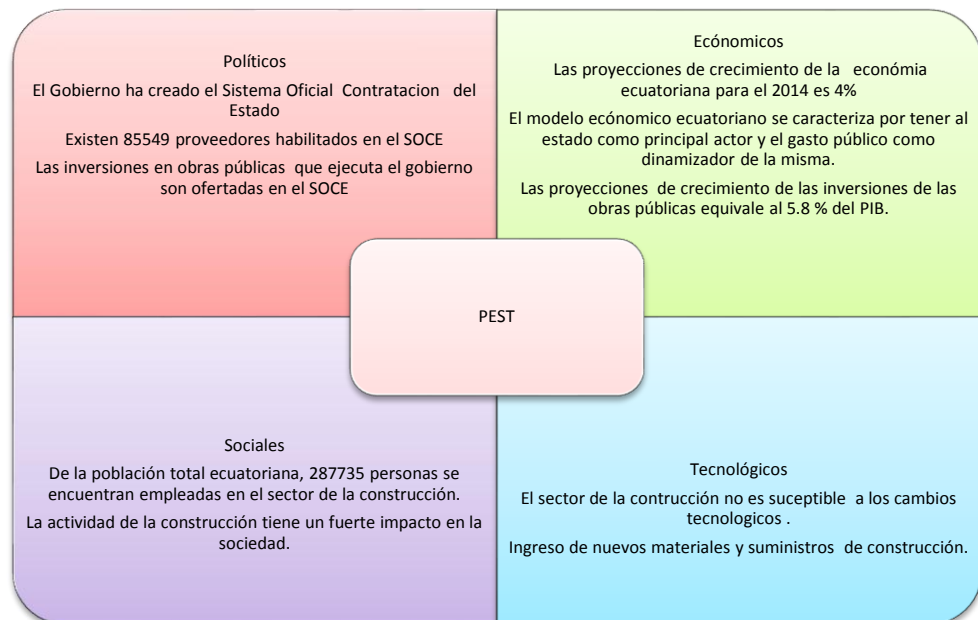 Políticos
El Gobierno ha creado el Sistema Oficial Contratacion del
Estado
Existen 85549 proveedores habilitados en el SOCE
Las inversiones en obras públicas que ejecuta el gobierno
son ofertadas en el SOCE
Ecónomicos
Las proyecciones de crecimiento de la económia
ecuatoriana para el 2014 es 4%
El modelo ecónomico ecuatoriano se caracteriza por tener al
estado como principal actor y el gasto público como
dinamizador de la misma.
Las proyecciones de crecimiento de las inversiones de las
obras públicas equivale al 5.8 % del PIB.
PEST
Sociales
De la población total ecuatoriana, 287735 personas se
encuentran empleadas en el sector de la construcción.
La actividad de la construcción tiene un fuerte impacto en la
sociedad.
Tecnológicos
El sector de la contrucción no es suceptible a los cambios
tecnologicos .
Ingreso de nuevos materiales y suministros de construcción.